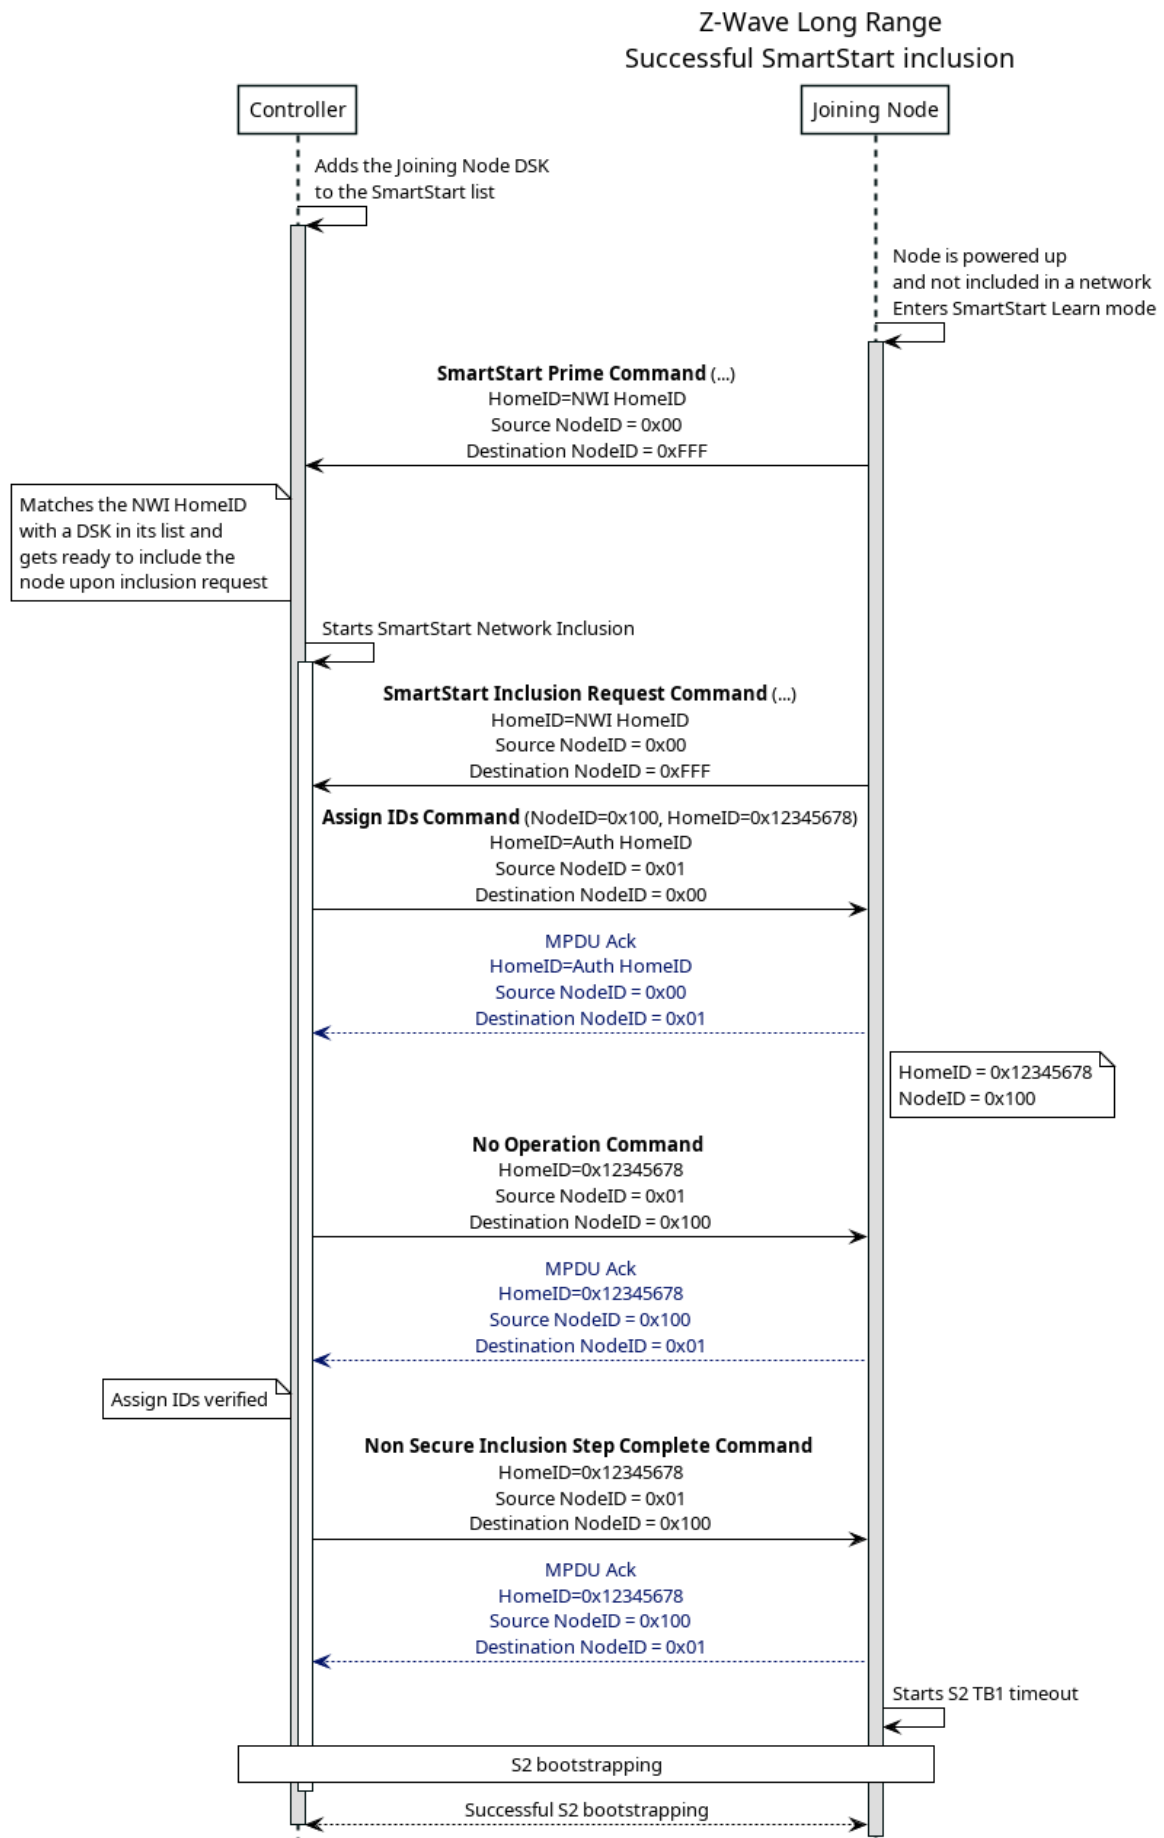 Z-Wave Long Range
Successful SmartStart inclusion
Controller
Joining Node
Adds the Joining Node DSK
to the SmartStart list
Node is powered up
and not included in a network
Enters SmartStart Learn mode
SmartStart Prime Command (...)
HomeID=NWI HomeID
Source NodeID = 0x00
Destination NodeID = 0xFFF
Matches the NWI HomeID
with a DSK in its list and
gets ready to include the
node upon inclusion request
Starts SmartStart Network Inclusion
SmartStart Inclusion Request Command (...)
HomeID=NWI HomeID
Source NodeID = 0x00
Destination NodeID = 0xFFF
Assign IDs Command (NodeID=0x100, HomeID=0x12345678)
HomeID=Auth HomeID
Source NodeID = 0x01
Destination NodeID = 0x00
MPDU Ack
HomeID=Auth HomeID
Source NodeID = 0x00
Destination NodeID = 0x01
HomeID = 0x12345678
NodeID = 0x100
No Operation Command
HomeID=0x12345678
Source NodeID = 0x01
Destination NodeID = 0x100
MPDU Ack
HomeID=0x12345678
Source NodeID = 0x100
Destination NodeID = 0x01
Assign IDs verified
Non Secure Inclusion Step Complete Command
HomeID=0x12345678
Source NodeID = 0x01
Destination NodeID = 0x100
MPDU Ack
HomeID=0x12345678
Source NodeID = 0x100
Destination NodeID = 0x01
Starts S2 TB1 timeout
S2 bootstrapping
Successful S2 bootstrapping